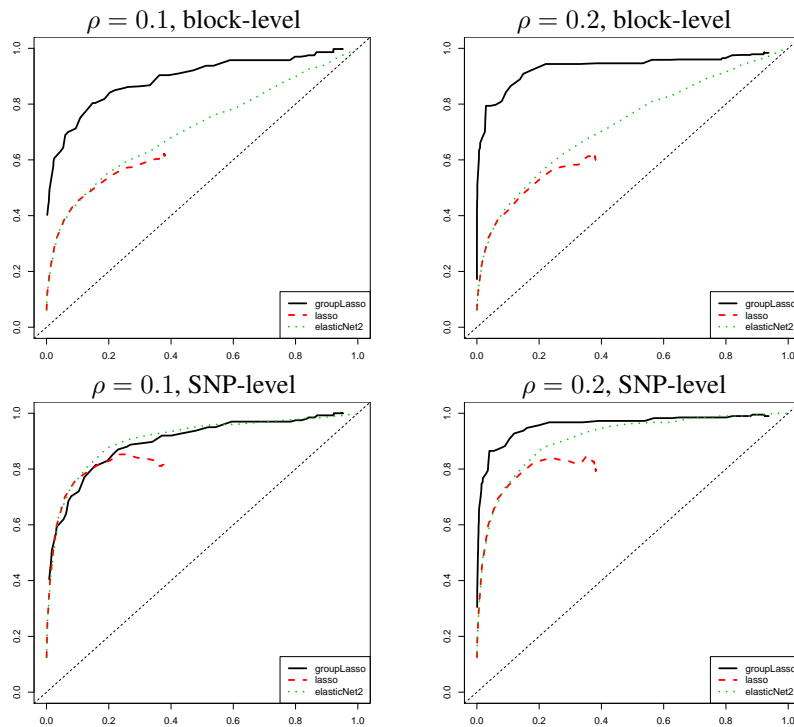 ρ = 0.1, block-level
1.0
0.8
0.6
0.4
0.2
0.0
groupLasso
lasso
elasticNet2
0.0 0.2 0.4 0.6 0.8 1.0
ρ = 0.2, block-level
1.0
0.8
0.6
0.4
0.2
0.0
groupLasso
lasso
elasticNet2
0.0 0.2 0.4 0.6 0.8 1.0
ρ = 0.1, SNP-level
1.0
0.8
0.6
0.4
0.2
0.0
groupLasso
lasso
elasticNet2
0.0 0.2 0.4 0.6 0.8 1.0
ρ = 0.2, SNP-level
1.0
0.8
0.6
0.4
0.2
0.0
groupLasso
lasso
elasticNet2
0.0 0.2 0.4 0.6 0.8 1.0